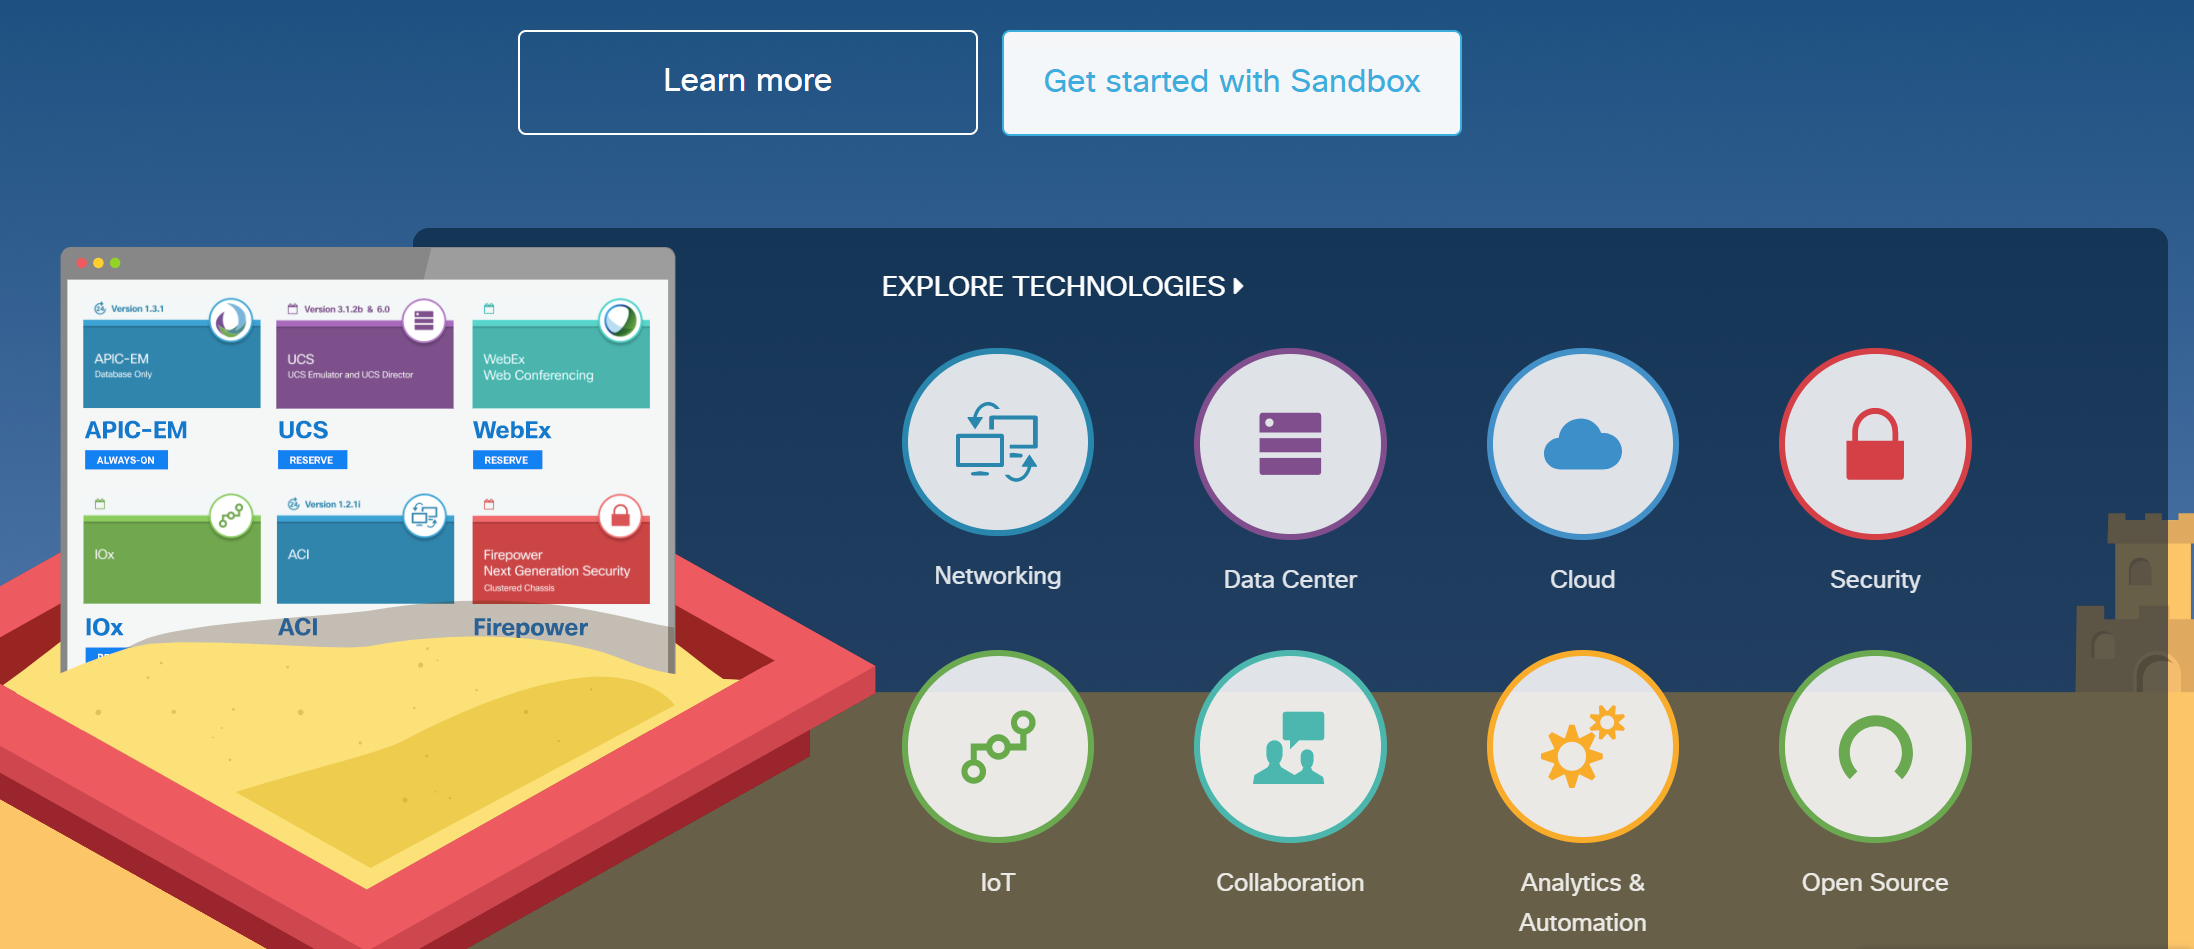 Learn more
Get started with Sandbox
EXPLORE TECHNOLOGIES
Version 1.3.1
APIC-EM
Database Only
APIC-EM
ALWAYS-ON
Version 3.1.2b & 6.0
UCS
UCS Emulator and UCS Director
UCS
RESERVE
WebEx
Web Conferencing
WebEx
RESERVE
IOx
IOx
Version 1.2.1i
ACI
ACI
Firepower
Next Generation Security
Clustered Chassis
Firepower
Networking
Data Center
Cloud
Security
IoT
Collaboration
Analytics &
Automation
Open Source